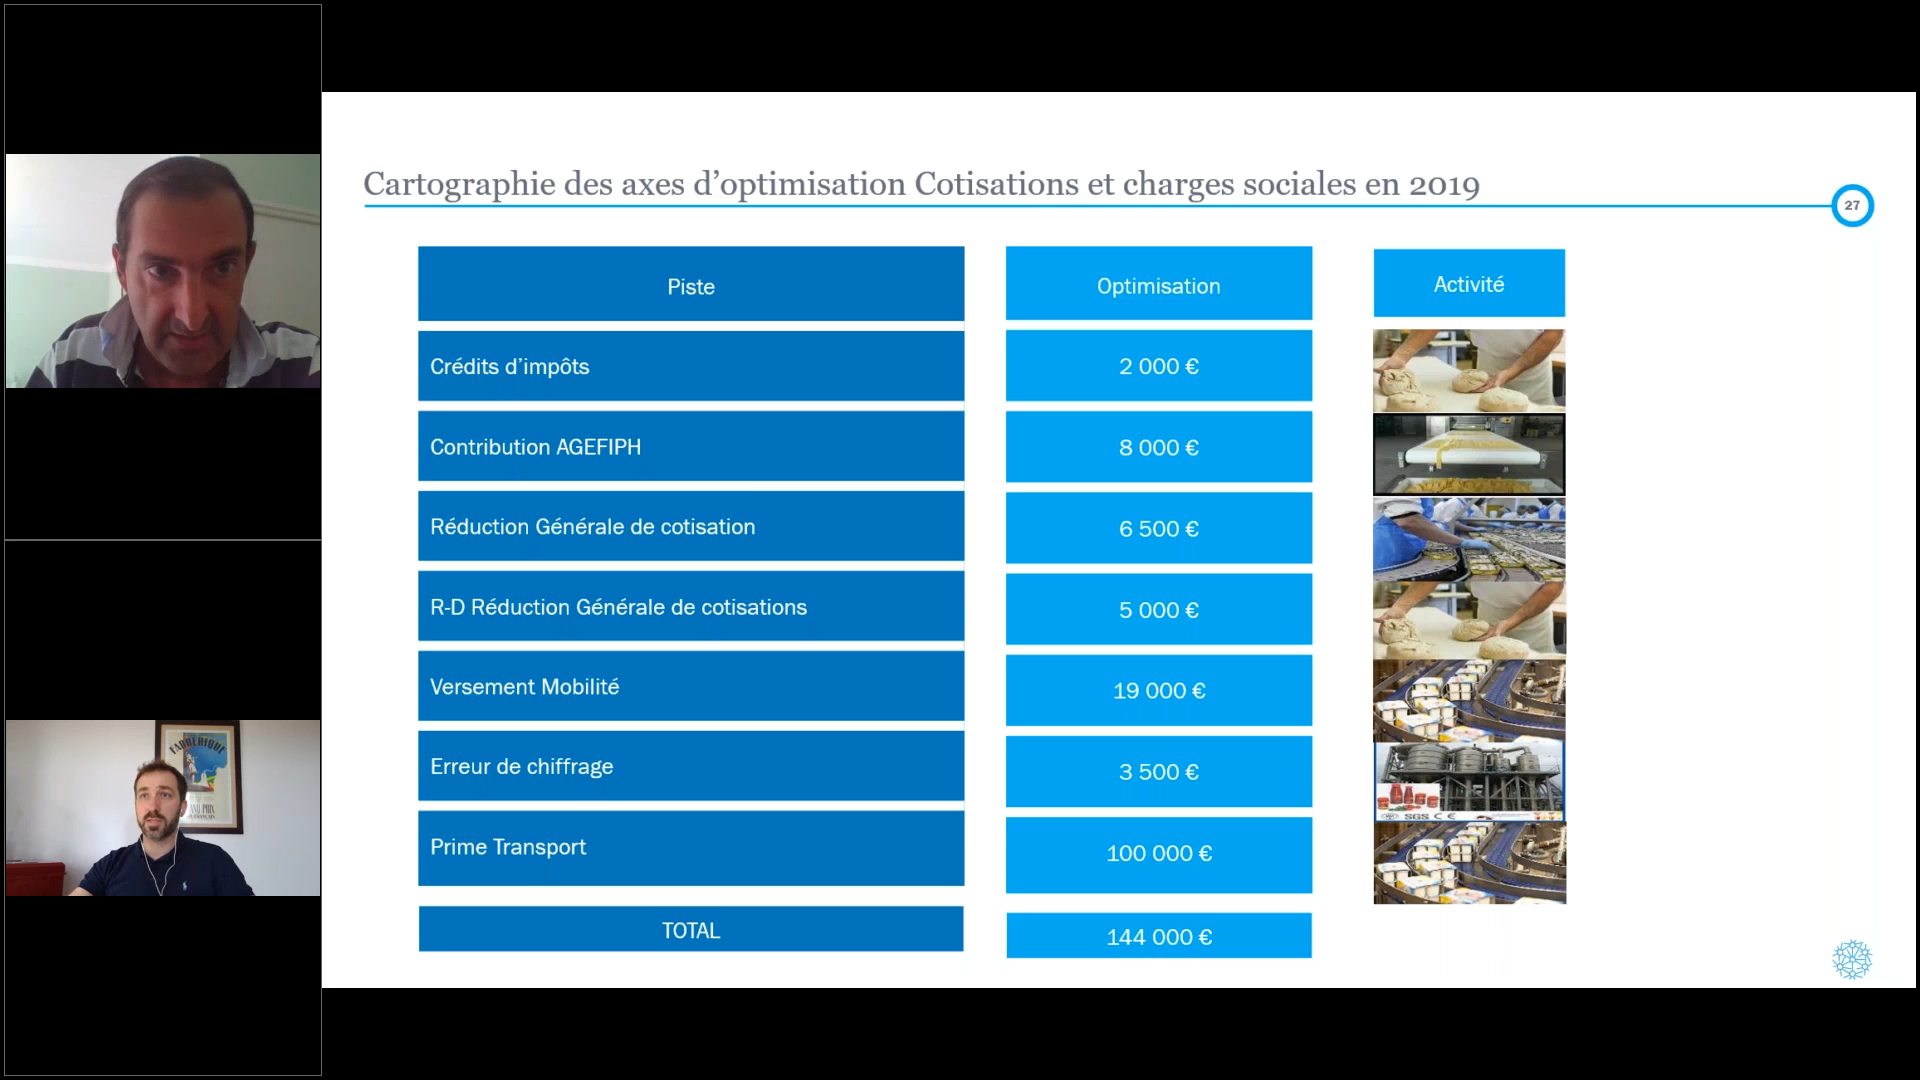 Cartographie des axes d’optimisation Cotisations et charges sociales en 2019
27
Piste
Optimisation
Activité
Crédits d’impôts
2 000 €
Contribution AGEFIPH
8 000 €
Réduction Générale de cotisation
6 500 €
R-D Réduction Générale de cotisations
5 000 €
Versement Mobilité
19 000 €
Erreur de chiffrage
3 500 €
Prime Transport
100 000 €
TOTAL
144 000 €
SGS CE